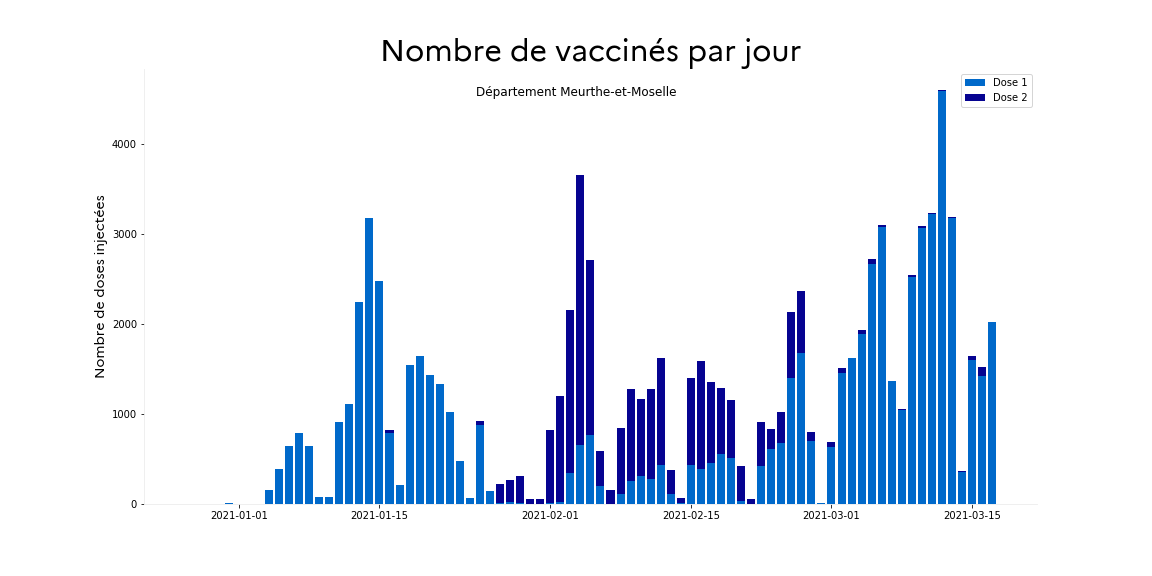 Nombre de vaccinés par jour
Département Meurthe-et-Moselle
Dose 1
Dose 2
Nombre de doses injectées
4000
3000
2000
1000
0
2021-01-01
2021-01-15
2021-02-01
2021-02-15
2021-03-01
2021-03-15